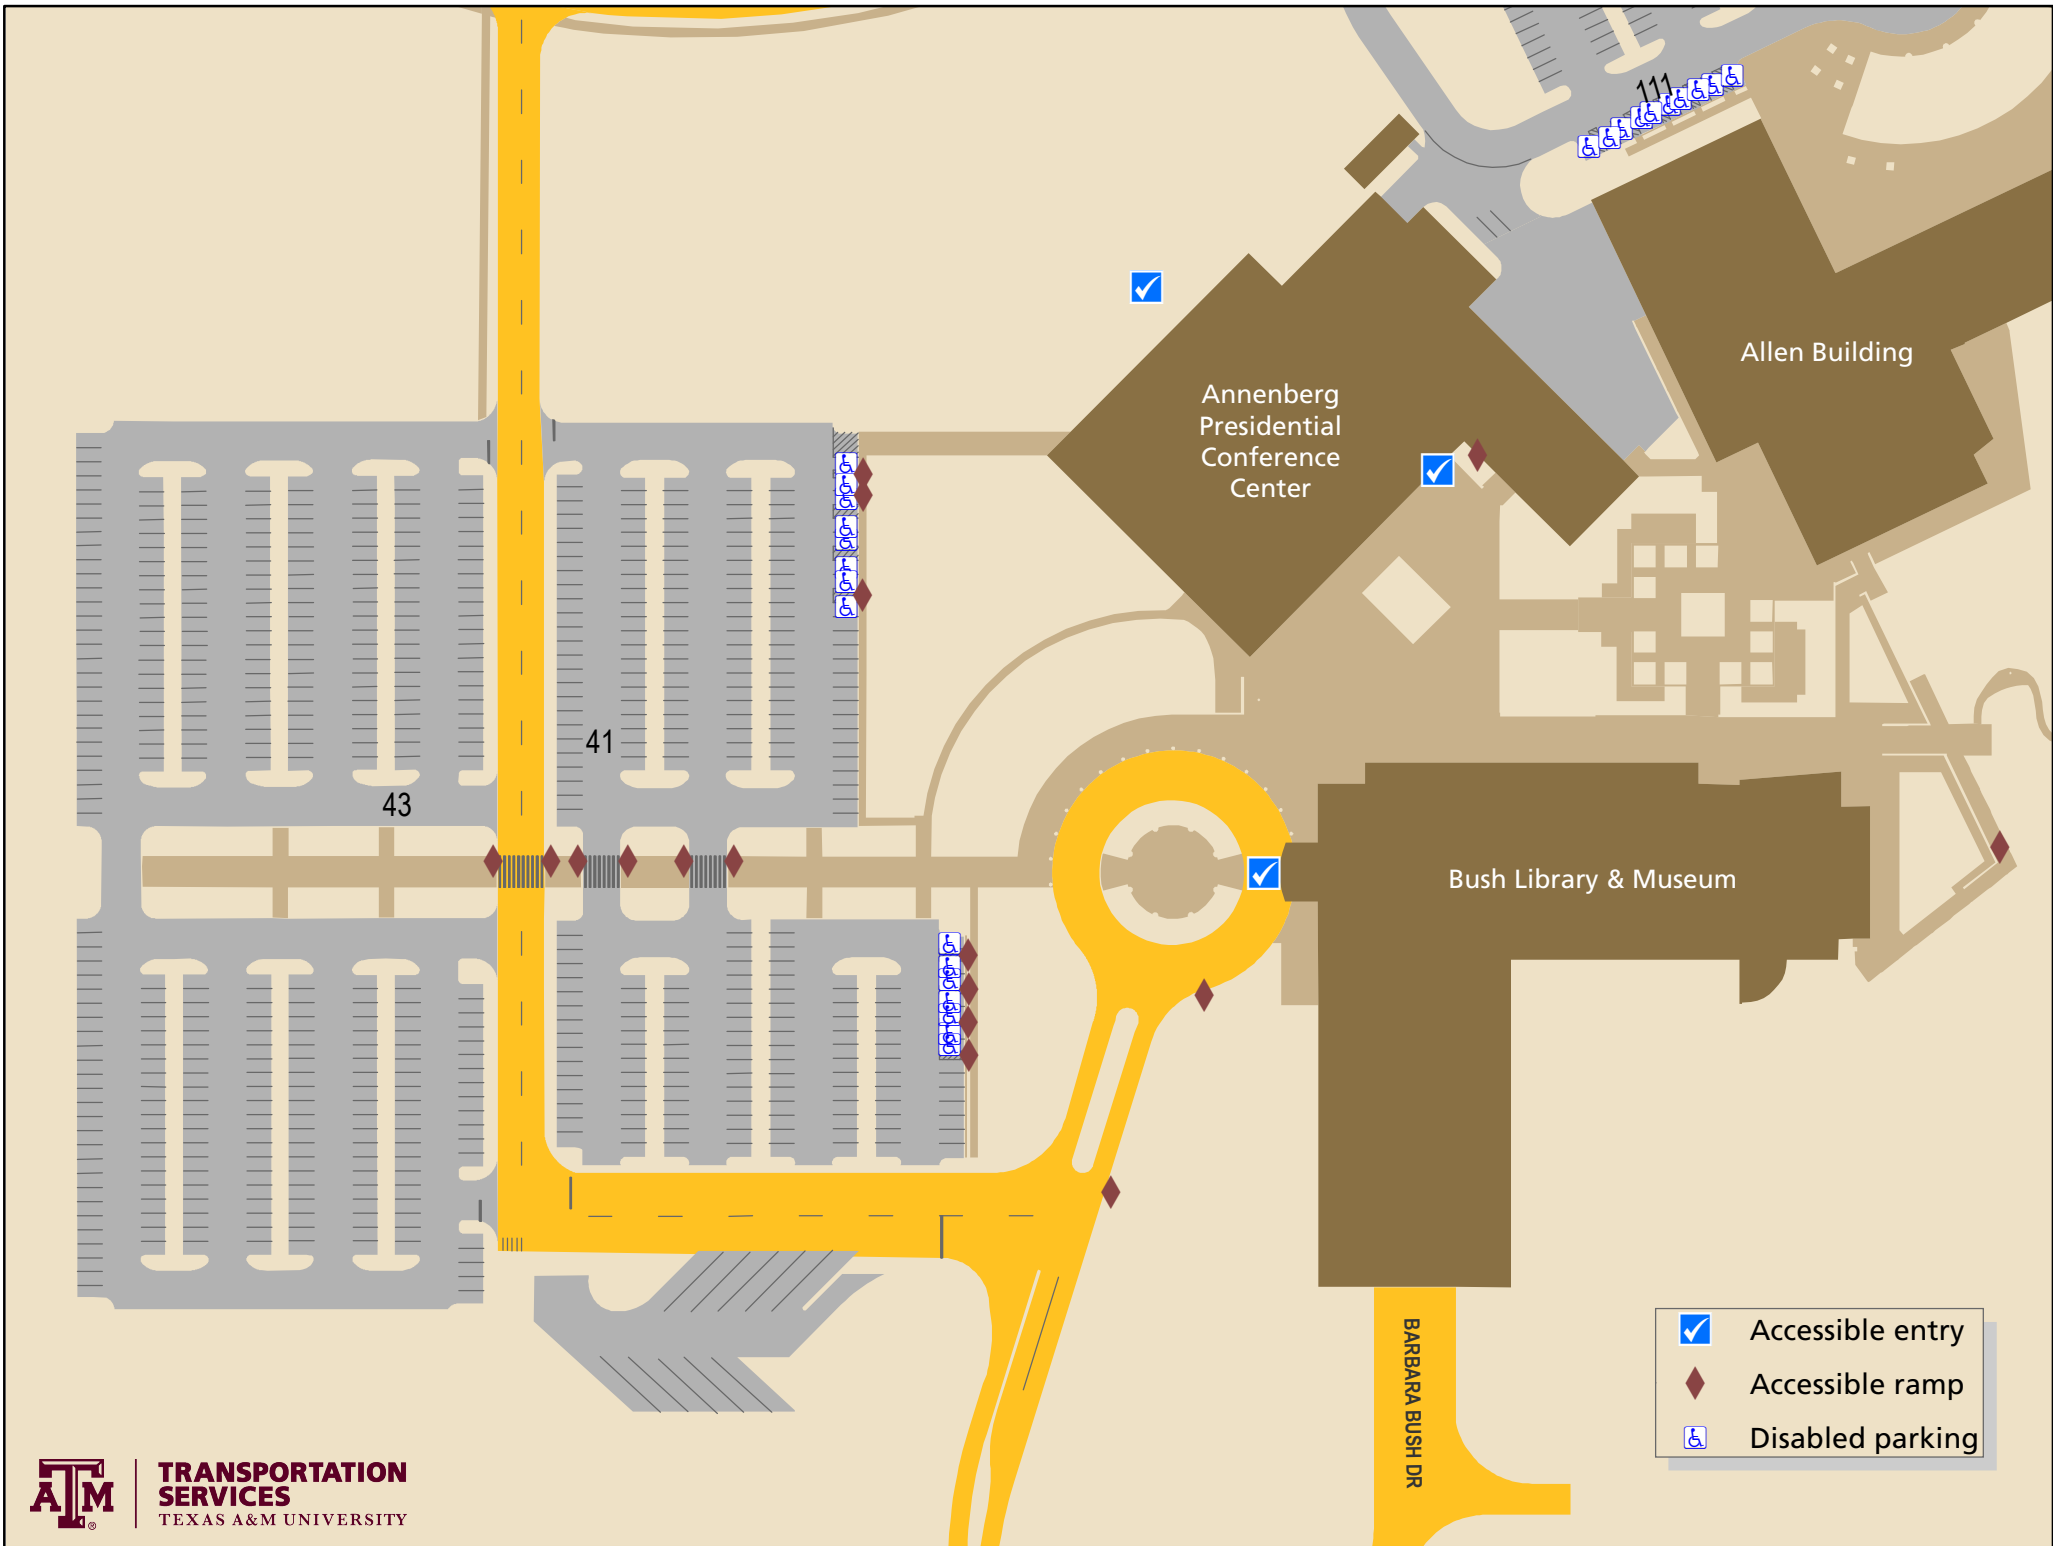 111
Allen Building
Annenberg
Presidential
Conference
Center
41
43
Bush Library & Museum
BARBARA BUSH DR
Accessible entry
Accessible ramp
Disabled parking
ATM
®
TRANSPORTATION
SERVICES
TEXAS A&M UNIVERSITY